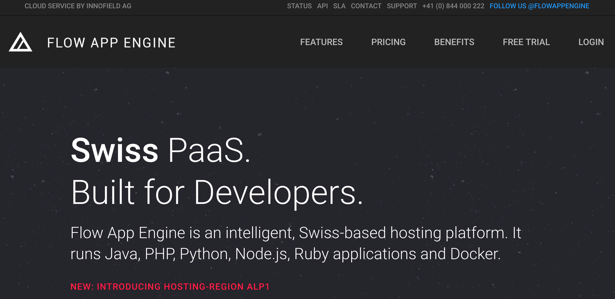 CLOUD SERVICE BY INNOFIELD AG STATUS API SLA CONTACT SUPPORT +41 (0) 844 000 222 FOLLOW US @FLOWAPPENGINE
FLOW APP ENGINE FEATURES PRICING BENEFITS FREE TRIAL LOGIN
Swiss PaaS.
Built for Developers.
Flow App Engine is an intelligent, Swiss-based hosting platform. It
runs Java, PHP, Python, Node.js, Ruby applications and Docker.
NEW: INTRODUCING HOSTING-REGION ALP1